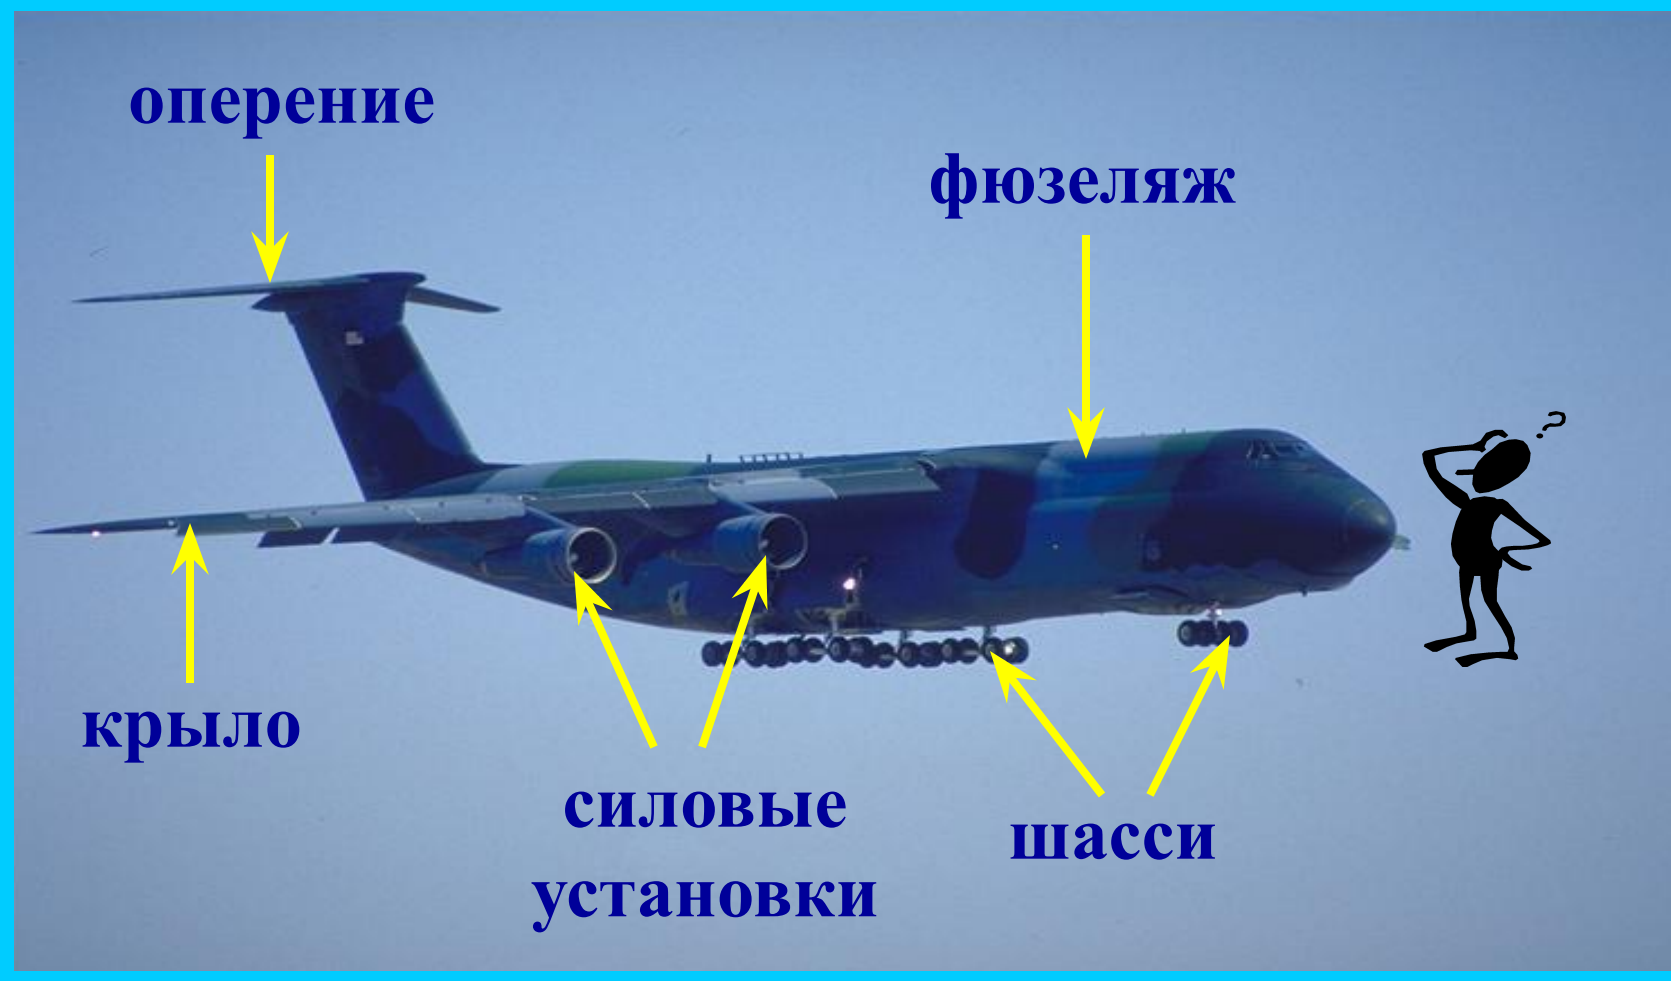 оперение
фюзеляж
крыло
силовые
установки
шасси
?